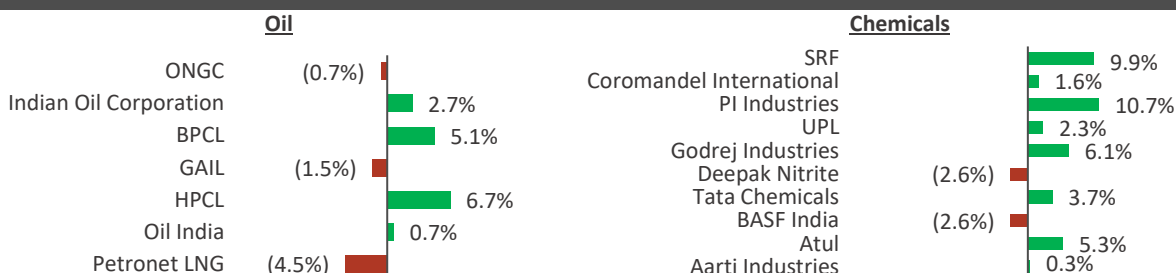 Oil
ONGC (0.7%)
Indian Oil Corporation 2.7%
BPCL 5.1%
GAIL (1.5%)
HPCL 6.7%
Oil India 0.7%
Petronet LNG (4.5%)
Chemicals
SRF 9.9%
Coromandel International 1.6%
PI Industries 10.7%
UPL 2.3%
Godrej Industries 6.1%
Deepak Nitrite (2.6%)
Tata Chemicals 3.7%
BASF India (2.6%)
Atul 5.3%
Aarti Industries 0.3%